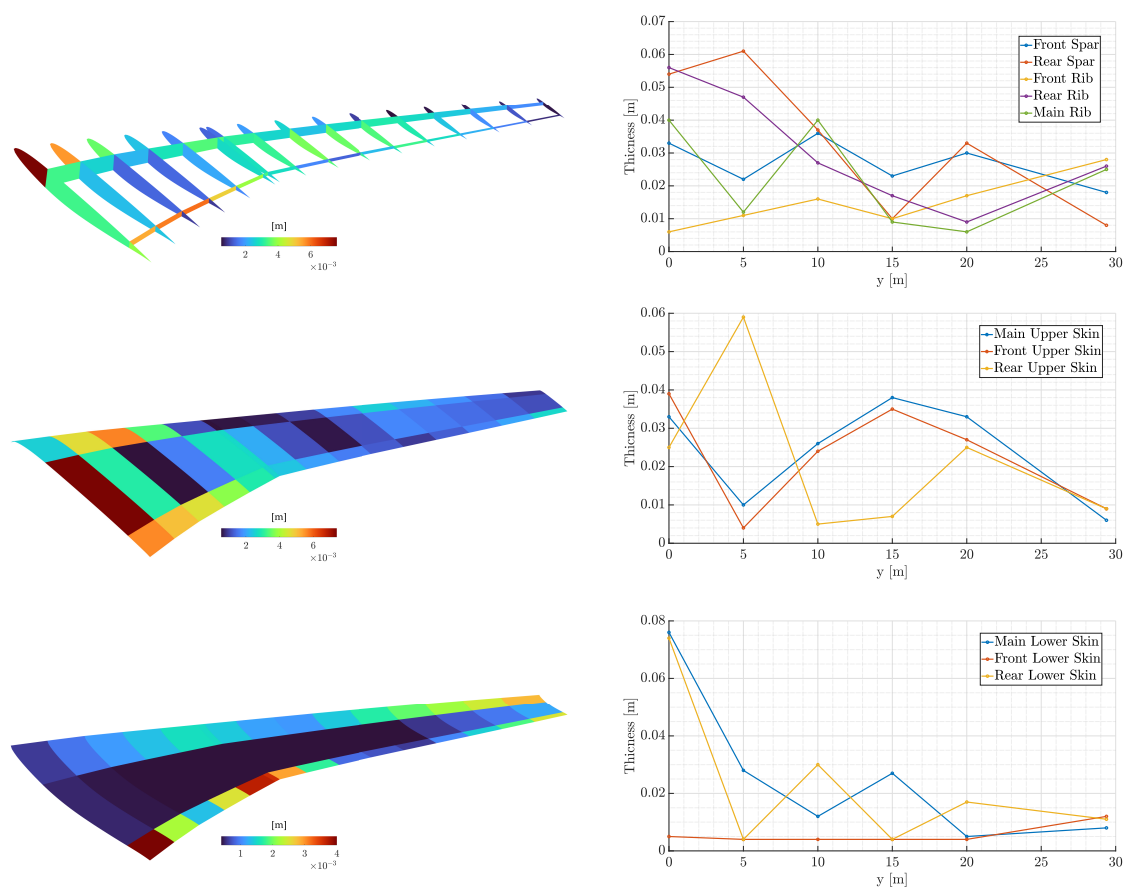 [m]
2 4 6
×10⁻³
0.07
0.06
0.05
0.04
0.03
0.02
0.01
0
Thicness [m]
0 5 10 15 20 25 30
y [m]
Front Spar
Rear Spar
Front Rib
Rear Rib
Main Rib
[m]
2 4 6
×10⁻³
0.06
0.05
0.04
0.03
0.02
0.01
0
Thicness [m]
0 5 10 15 20 25 30
y [m]
Main Upper Skin
Front Upper Skin
Rear Upper Skin
[m]
1 2 3 4
×10⁻³
0.08
0.06
0.04
0.02
0
Thicness [m]
0 5 10 15 20 25 30
y [m]
Main Lower Skin
Front Lower Skin
Rear Lower Skin